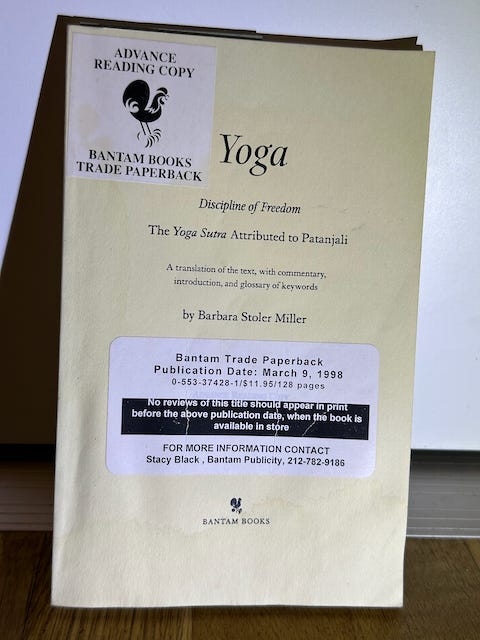 ADVANCE
READING COPY
BANTAM BOOKS
TRADE PAPERBACK
Yoga
Discipline of Freedom
The Yoga Sutra Attributed to Patanjali
A translation of the text, with commentary,
introduction, and glossary of keywords
by Barbara Stoler Miller
Bantam Trade Paperback
Publication Date: March 9, 1998
0-553-37428-1/$11.95/128 pages
No reviews of this title should appear in print
before the above publication date, when the book is
available in store
FOR MORE INFORMATION CONTACT
Stacy Black , Bantam Publicity, 212-782-9186
BANTAM BOOKS